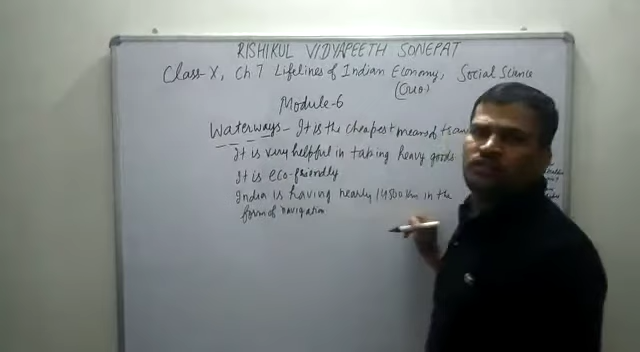 RISHIKUL VIDYAPEETH SONEPAT
Class-X, Ch 7 Lifelines of Indian Economy, Social Science
(Geo)
Module-6
Waterways - It is the cheapest means of
It is very helpful in taking heavy goods.
It is eco-friendly
India is having nearly 14500 km in the
form of navigation